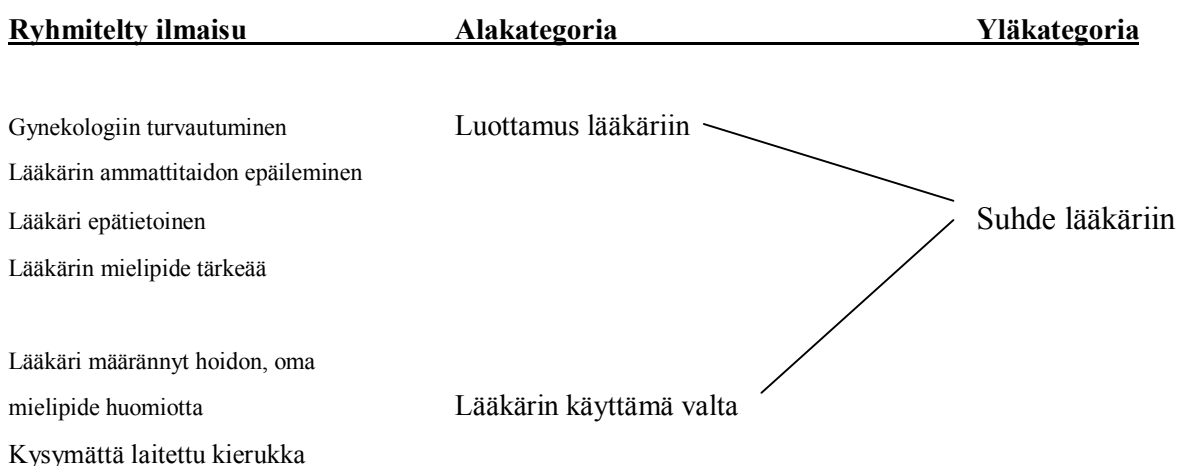 Ryhmitelty ilmaisu Alakategoria Yläkategoria
Gynekologiin turvautuminen Luottamus lääkäriin
Lääkärin ammattitaidon epäileminen
Lääkäri epätietoinen Suhde lääkäriin
Lääkärin mielipide tärkeää
Lääkäri määrännyt hoidon, oma
mielipide huomiotta Lääkärin käyttämä valta
Kysymättä laitettu kierukka